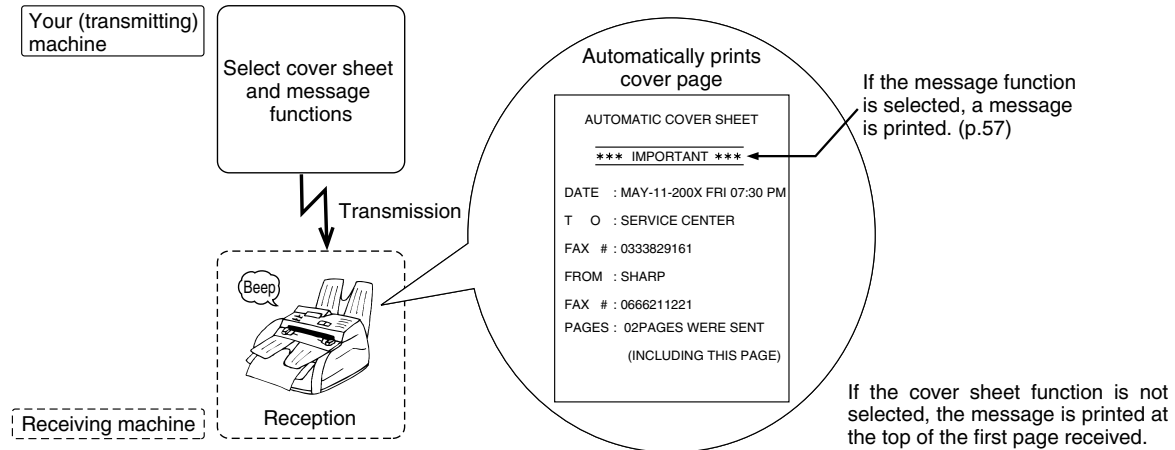 Your (transmitting)
machine
Select cover sheet
and message
functions
Transmission
Beep
Reception
Receiving machine
Automatically prints
cover page
AUTOMATIC COVER SHEET
*** IMPORTANT ***
DATE : MAY-11-200X FRI 07:30 PM
T O : SERVICE CENTER
FAX # : 0333829161
FROM : SHARP
FAX # : 0666211221
PAGES : 02PAGES WERE SENT
(INCLUDING THIS PAGE)
If the message function
is selected, a message
is printed. (p.57)
If the cover sheet function is not
selected, the message is printed at
the top of the first page received.